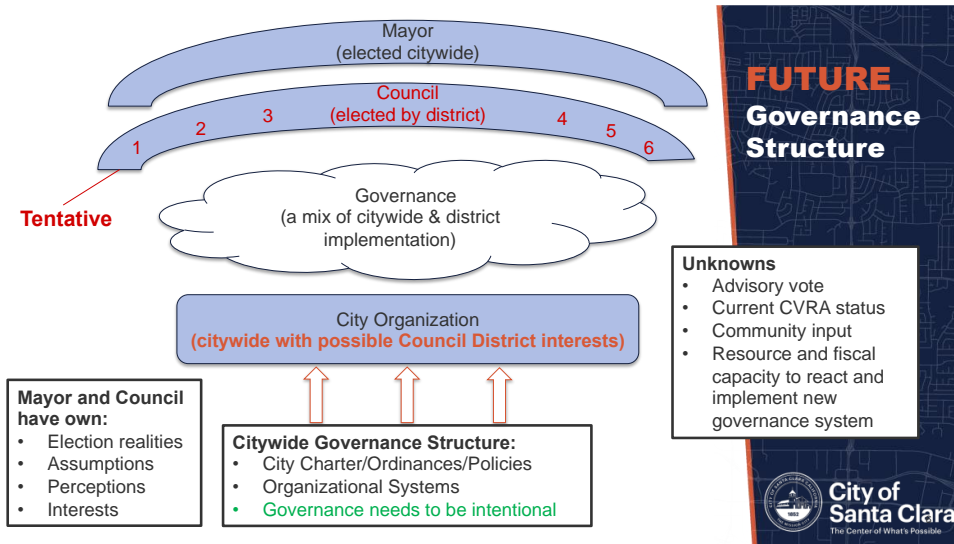 Mayor
(elected citywide)
Council
(elected by district)
1
2
3
4
5
6
Tentative
Governance
(a mix of citywide & district
implementation)
City Organization
(citywide with possible Council District interests)
Mayor and Council
have own:
• Election realities
• Assumptions
• Perceptions
• Interests
Citywide Governance Structure:
• City Charter/Ordinances/Policies
• Organizational Systems
• Governance needs to be intentional
FUTURE
Governance
Structure
Unknowns
• Advisory vote
• Current CVRA status
• Community input
• Resource and fiscal
capacity to react and
implement new
governance system
1852
City of
Santa Clara
The Center of What's Possible